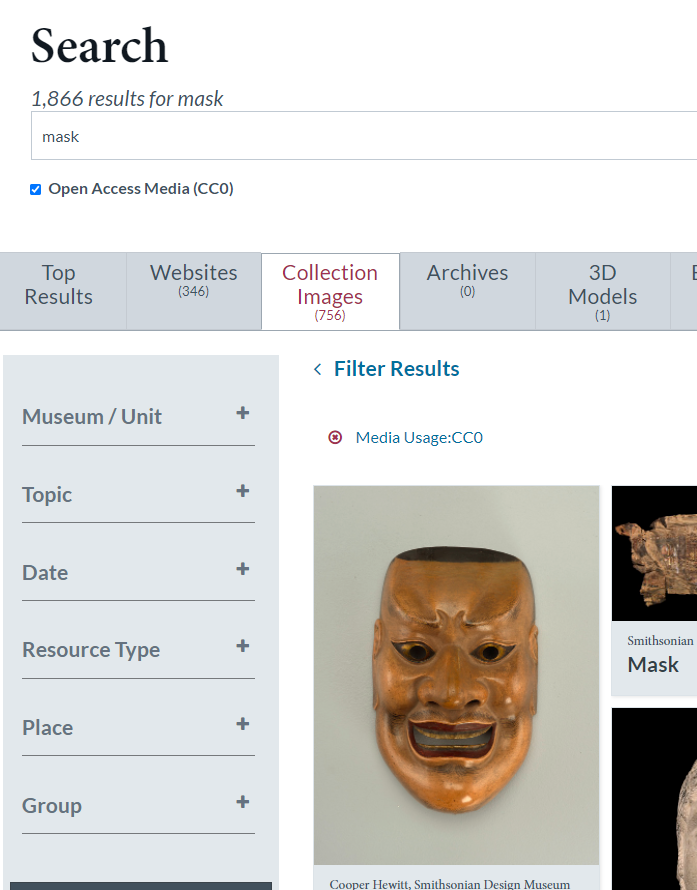 Search
1,866 results for mask
mask
Open Access Media (CC0)
Top
Results
Websites
(346)
Collection
Images
(756)
Archives
(0)
3D
Models
(1)
Filter Results
Media Usage:CC0
Museum / Unit
Topic
Date
Resource Type
Place
Group
Smithsonian
Mask
Cooper Hewitt, Smithsonian Design Museum